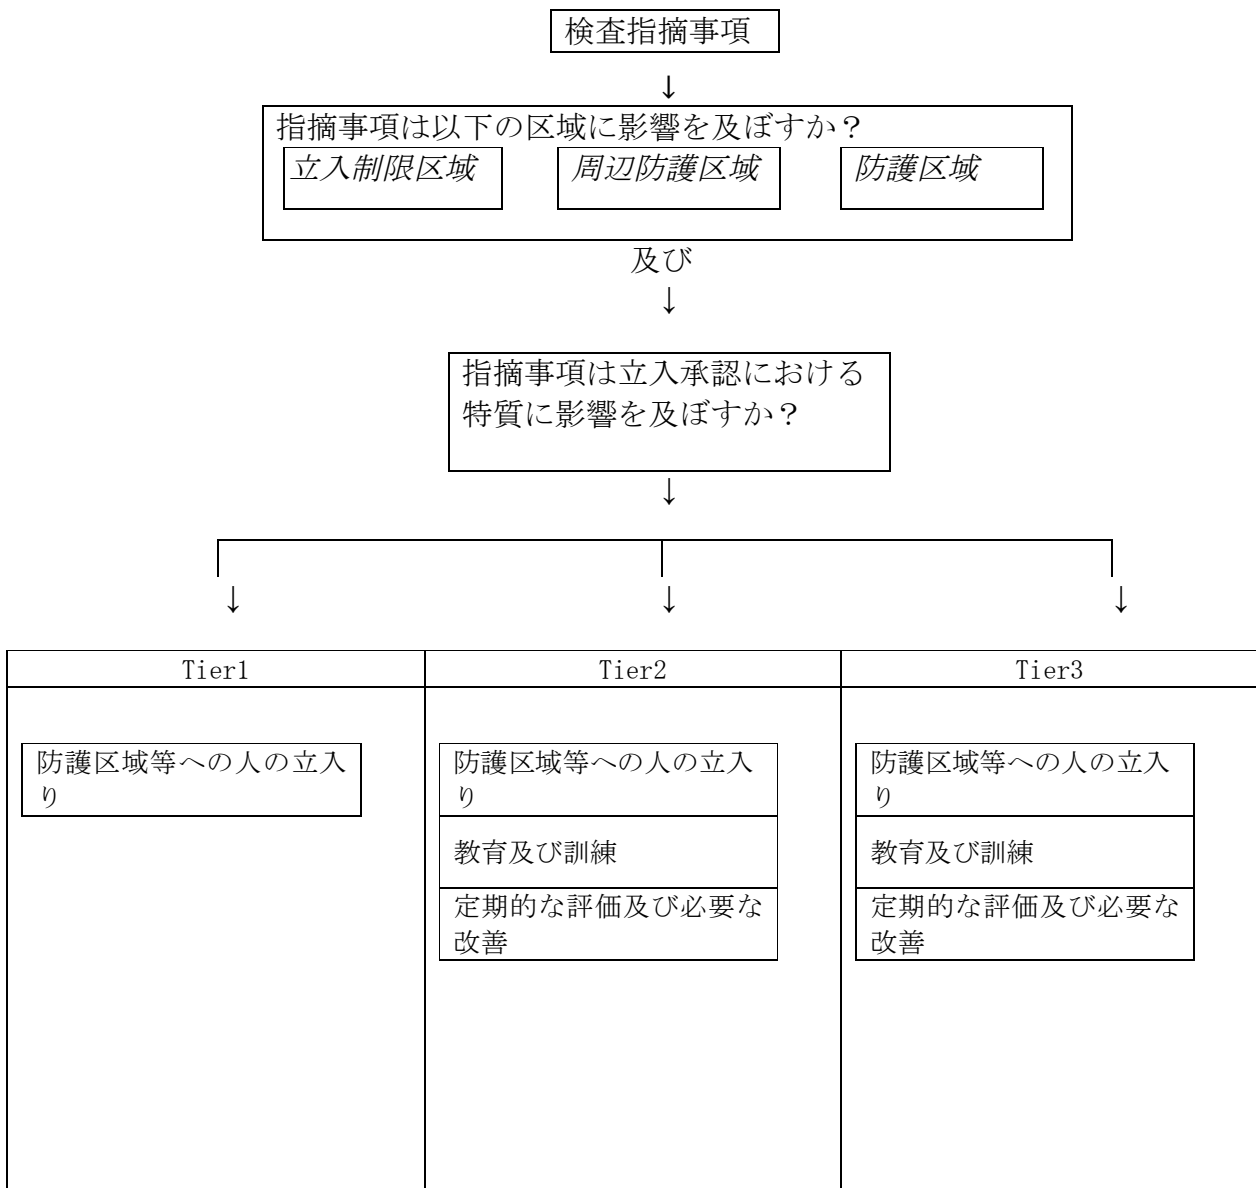 検査指摘事項
↓
指摘事項は以下の区域に影響を及ぼすか？
立入制限区域 周辺防護区域 防護区域
及び
↓
指摘事項は立入承認における
特質に影響を及ぼすか？
↓
↓ ↓ ↓
Tier1 Tier2 Tier3
防護区域等への人の立入
り
防護区域等への人の立入
り
防護区域等への人の立入
り
教育及び訓練 教育及び訓練
定期的な評価及び必要な
改善
定期的な評価及び必要な
改善